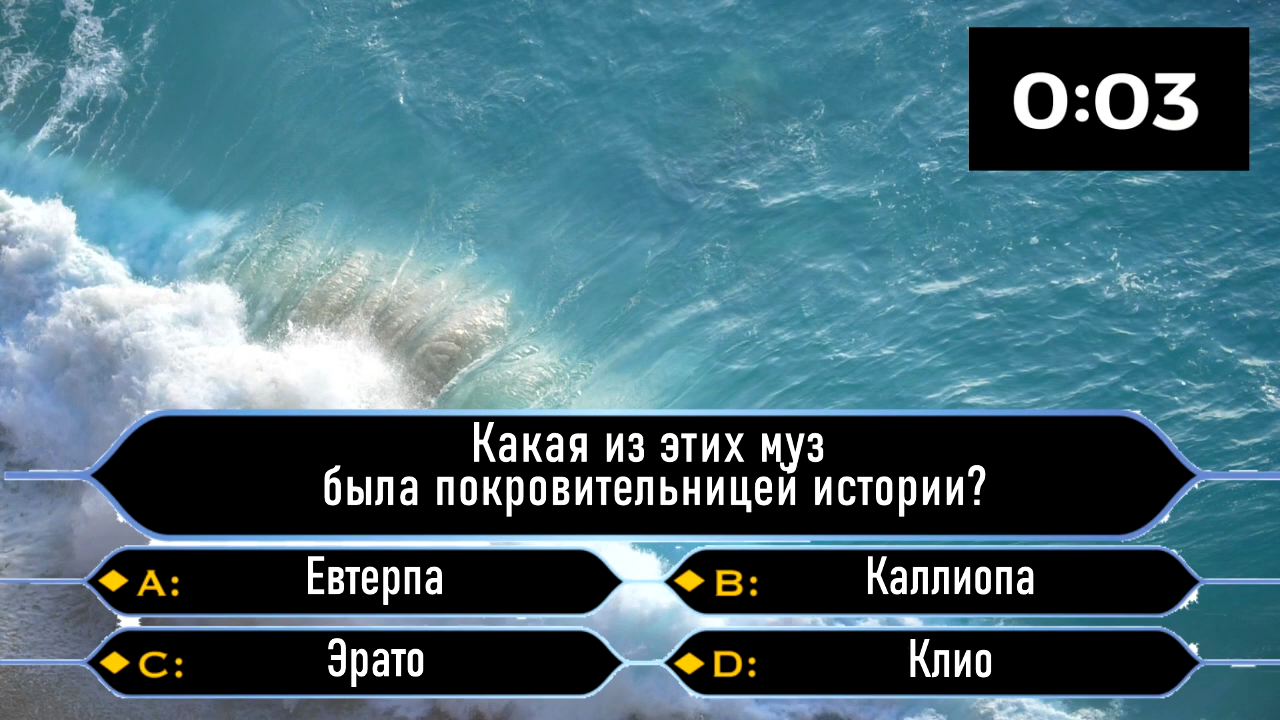 0:03
Какая из этих муз
была покровительницей истории?
A: Евтерпа
B: Каллиопа
C: Эрато
D: Клио